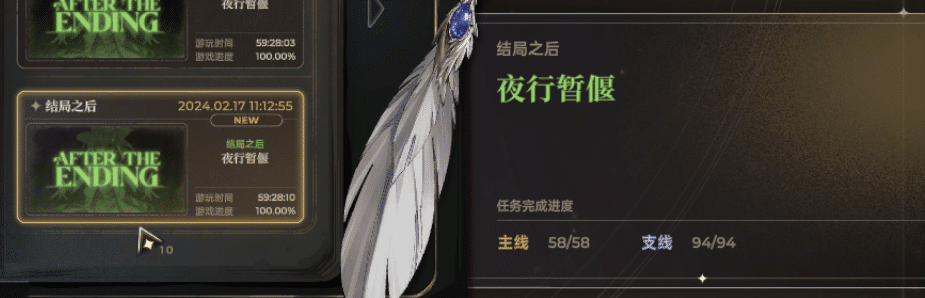 AFTER THE
ENDING
夜行暂偃
游玩时间 59:28:03
游戏进度 100.00%
结局之后 2024.02.17 11:12:55
NEW
AFTER THE
ENDING
结局之后
夜行暂偃
游玩时间 59:28:10
游戏进度 100.00%
10
结局之后
夜行暂偃
任务完成进度
主线 58/58 支线 94/94